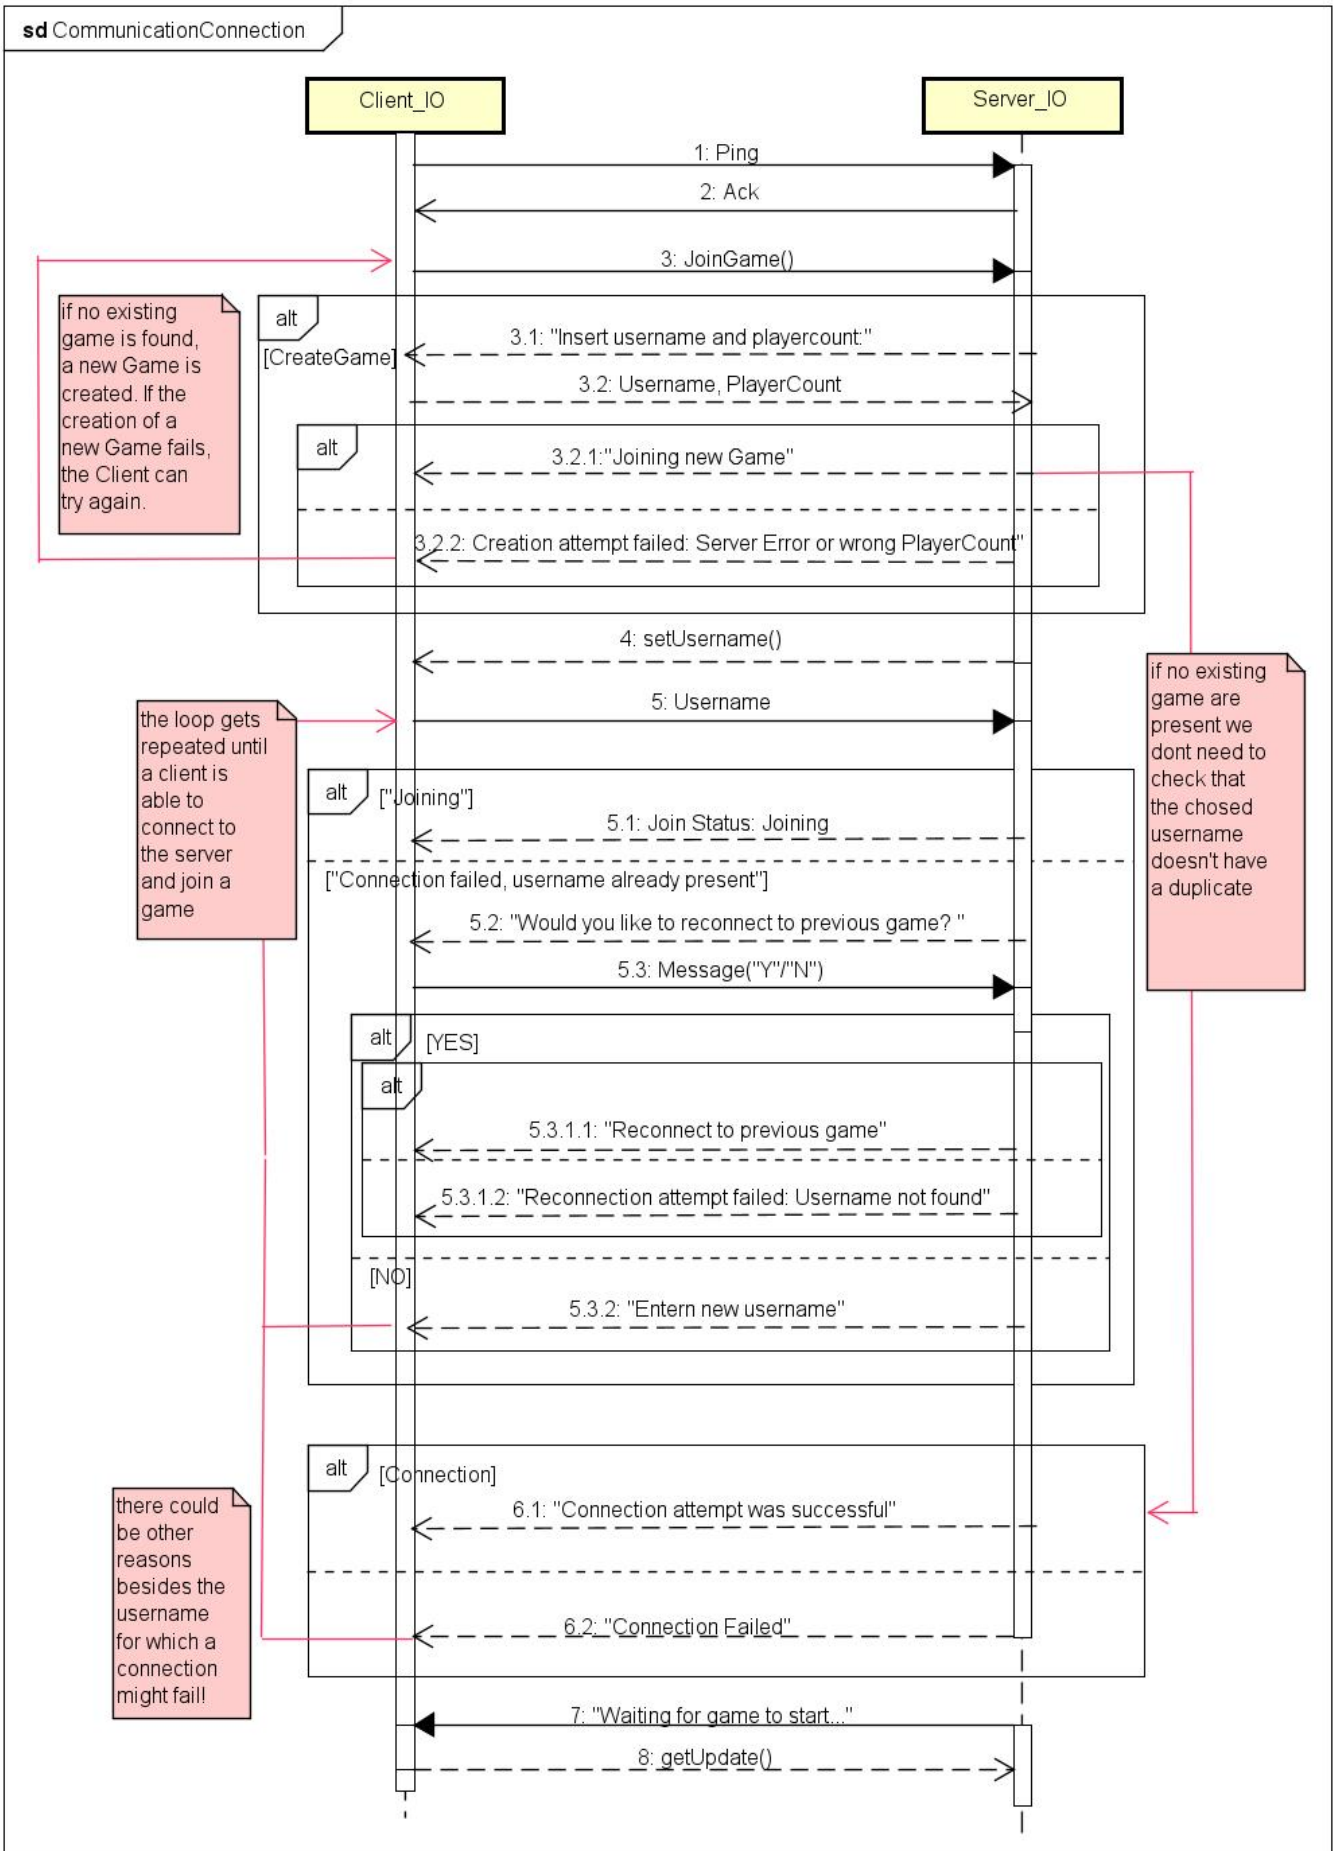 sd CommunicationConnection
Client_IO
Server_IO
1: Ping
2: Ack
3: JoinGame()
if no existing
game is found,
a new Game is
created. If the
creation of a
new Game fails,
the Client can
try again.
alt
[CreateGame]
3.1: "Insert username and playercount:"
3.2: Username, PlayerCount
alt
3.2.1:"Joining new Game"
3.2.2: Creation attempt failed: Server Error or wrong PlayerCount"
4: setUsername()
5: Username
if no existing
game are
present we
dont need to
check that
the chosed
username
doesn't have
a duplicate
the loop gets
repeated until
a client is
able to
connect to
the server
and join a
game
alt
["Joining"]
5.1: Join Status: Joining
["Connection failed, username already present"]
5.2: "Would you like to reconnect to previous game? "
5.3: Message("Y"/"N")
alt
[YES]
alt
5.3.1.1: "Reconnect to previous game"
5.3.1.2: "Reconnection attempt failed: Username not found"
[NO]
5.3.2: "Entern new username"
alt
[Connection]
6.1: "Connection attempt was successful"
6.2: "Connection Failed"
there could
be other
reasons
besides the
username
for which a
connection
might fail!
7: "Waiting for game to start..."
8: getUpdate()